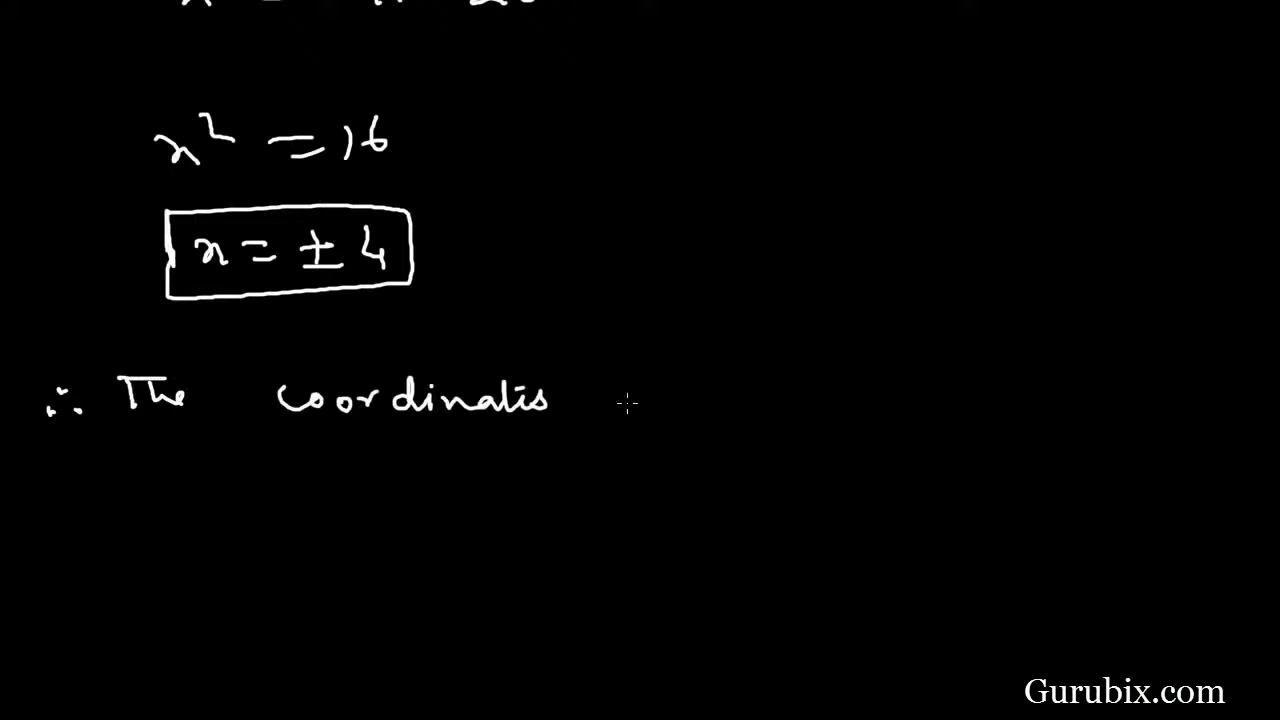 x² = 16
x = ± 4
∴ The coordinates
Gurubix.com